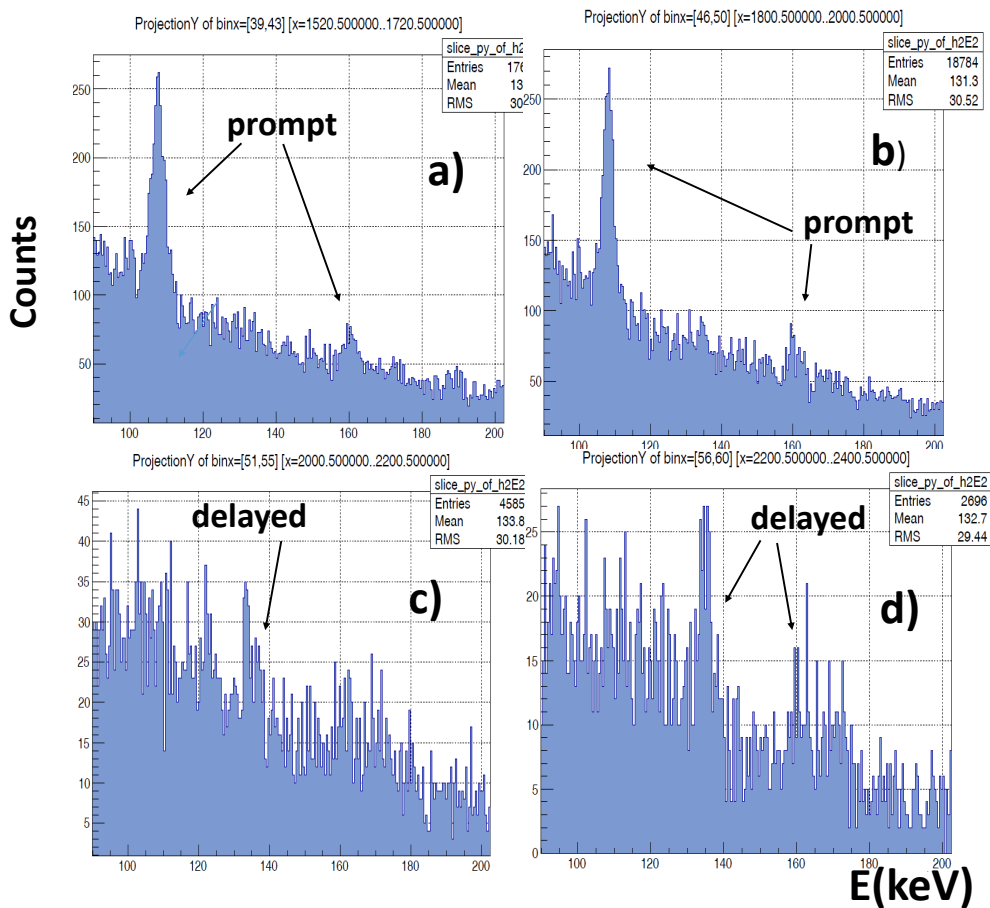 ProjectionY of binx=[39,43] [x=1520.500000..1720.500000]
slice_py_of_h2E2
Entries 176
Mean 13
RMS 30
250
200
150
100
50
100 120 140 160 180 200
prompt
a)
Counts
ProjectionY of binx=[46,50] [x=1800.500000..2000.500000]
slice_py_of_h2E2
Entries 18784
Mean 131.3
RMS 30.52
250
200
150
100
50
100 120 140 160 180 200
b)
prompt
ProjectionY of binx=[51,55] [x=2000.500000..2200.500000]
slice_py_of_h2E2
Entries 4585
Mean 133.8
RMS 30.18
45
40
35
30
25
20
15
10
5
100 120 140 160 180 200
delayed
c)
ProjectionY of binx=[56,60] [x=2200.500000..2400.500000]
slice_py_of_h2E2
Entries 2696
Mean 132.7
RMS 29.44
25
20
15
10
5
0
100 120 140 160 180 200
delayed
d)
E(keV)